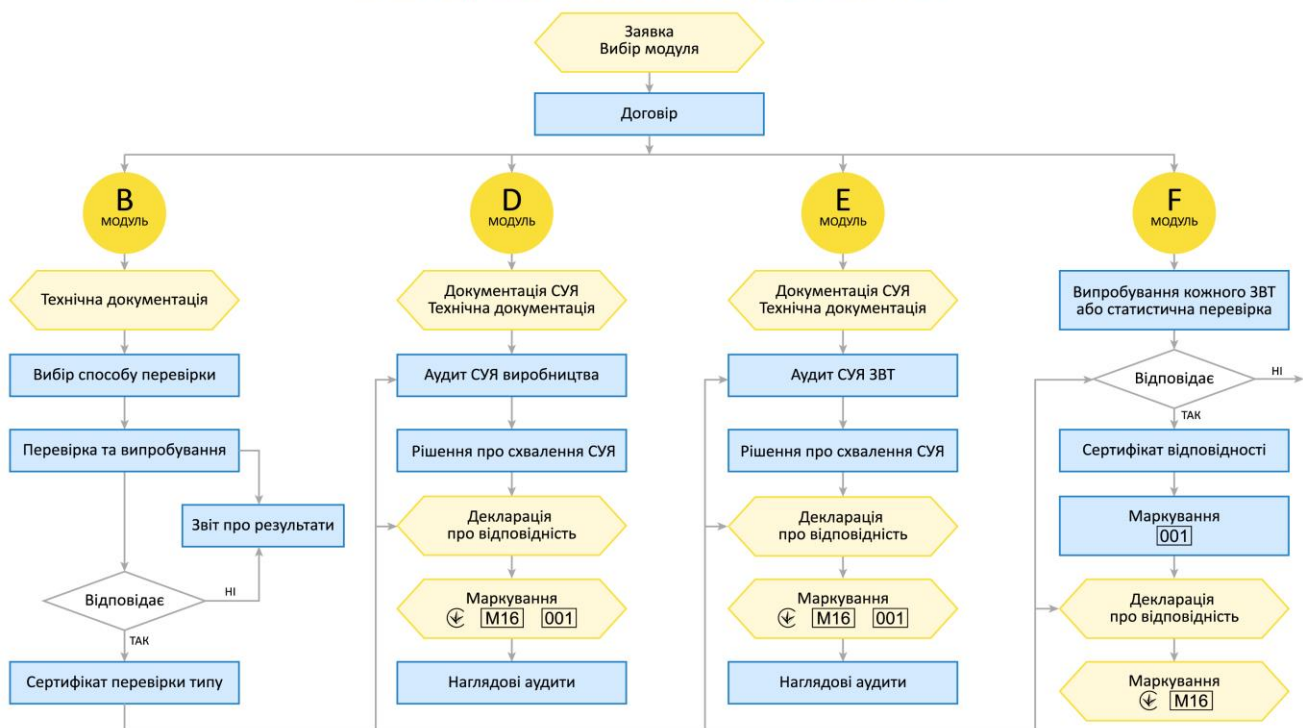 Заявка
Вибір модуля
Договір
B
МОДУЛЬ
D
МОДУЛЬ
E
МОДУЛЬ
F
МОДУЛЬ
Технічна документація
Документація СУЯ
Технічна документація
Документація СУЯ
Технічна документація
Випробування кожного ЗВТ
або статистична перевірка
Вибір способу перевірки
Аудит СУЯ виробництва
Аудит СУЯ ЗВТ
Відповідає
НІ
ТАК
Перевірка та випробування
Рішення про схвалення СУЯ
Рішення про схвалення СУЯ
Сертифікат відповідності
Звіт про результати
Декларація
про відповідність
Декларація
про відповідність
Маркування
001
Відповідає
НІ
ТАК
Маркування
M16 001
Маркування
M16 001
Декларація
про відповідність
Сертифікат перевірки типу
Наглядові аудити
Наглядові аудити
Маркування
M16